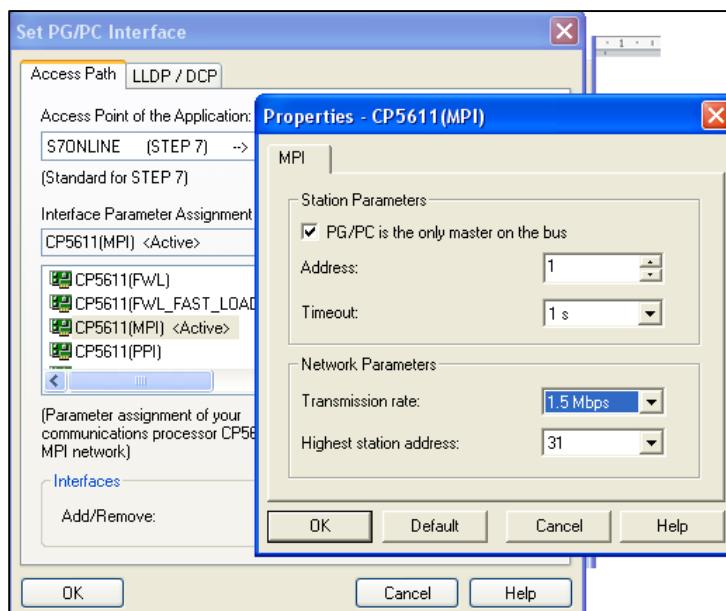 Set PG/PC Interface
Access Path
LLDP / DCP
Access Point of the Application:
S7ONLINE (STEP 7) -->
(Standard for STEP 7)
Interface Parameter Assignment
CP5611(MPI) <Active>
CP5611(FWL)
CP5611(FWL_FAST_LOAD
CP5611(MPI) <Active>
CP5611(PPI)
(Parameter assignment of your
communications processor CP56
MPI network)
Interfaces
Add/Remove:
OK
Cancel
Help
Properties - CP5611(MPI)
MPI
Station Parameters
PG/PC is the only master on the bus
Address:
1
Timeout:
1 s
Network Parameters
Transmission rate:
1.5 Mbps
Highest station address:
31
OK
Default
Cancel
Help
1